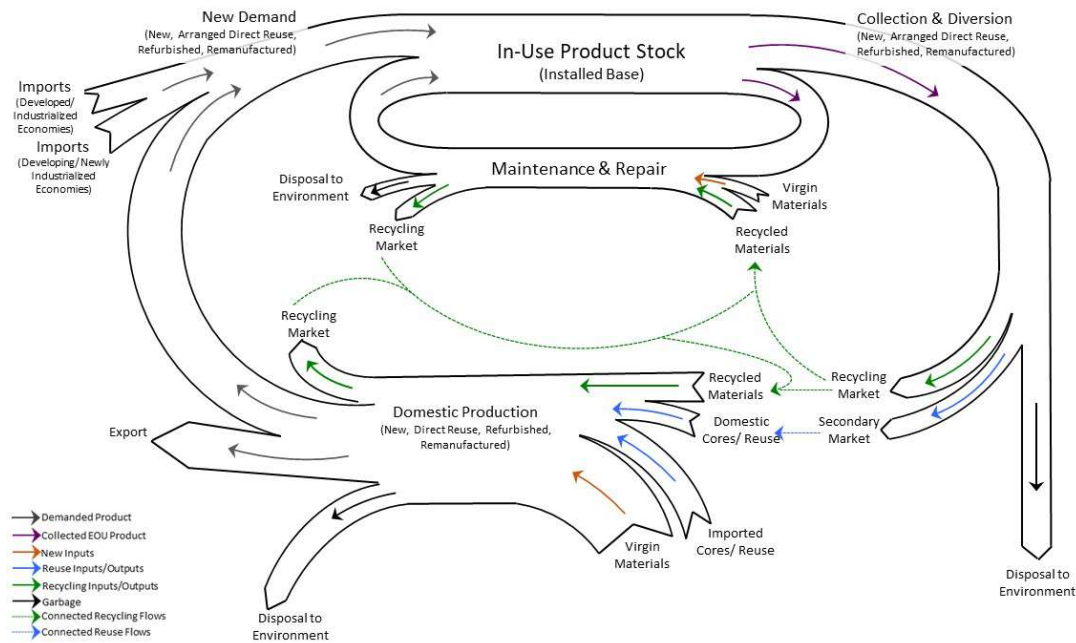 New Demand
(New, Arranged Direct Reuse,
Refurbished, Remanufactured)
Collection & Diversion
(New, Arranged Direct Reuse,
Refurbished, Remanufactured)
In-Use Product Stock
(Installed Base)
Imports
(Developed/
Industrialized
Economies)
Imports
(Developing/Newly
Industrialized
Economies)
Maintenance & Repair
Disposal to
Environment
Recycling
Market
Virgin
Materials
Recycled
Materials
Recycling
Market
Recycled
Materials
Recycling
Market
Domestic Production
(New, Direct Reuse, Refurbished,
Remanufactured)
Domestic
Cores/ Reuse
Secondary
Market
Export
Imported
Cores/ Reuse
Virgin
Materials
Disposal to
Environment
Disposal to
Environment
Demanded Product
Collected EOU Product
New Inputs
Reuse Inputs/Outputs
Recycling Inputs/Outputs
Garbage
Connected Recycling Flows
Connected Reuse Flows